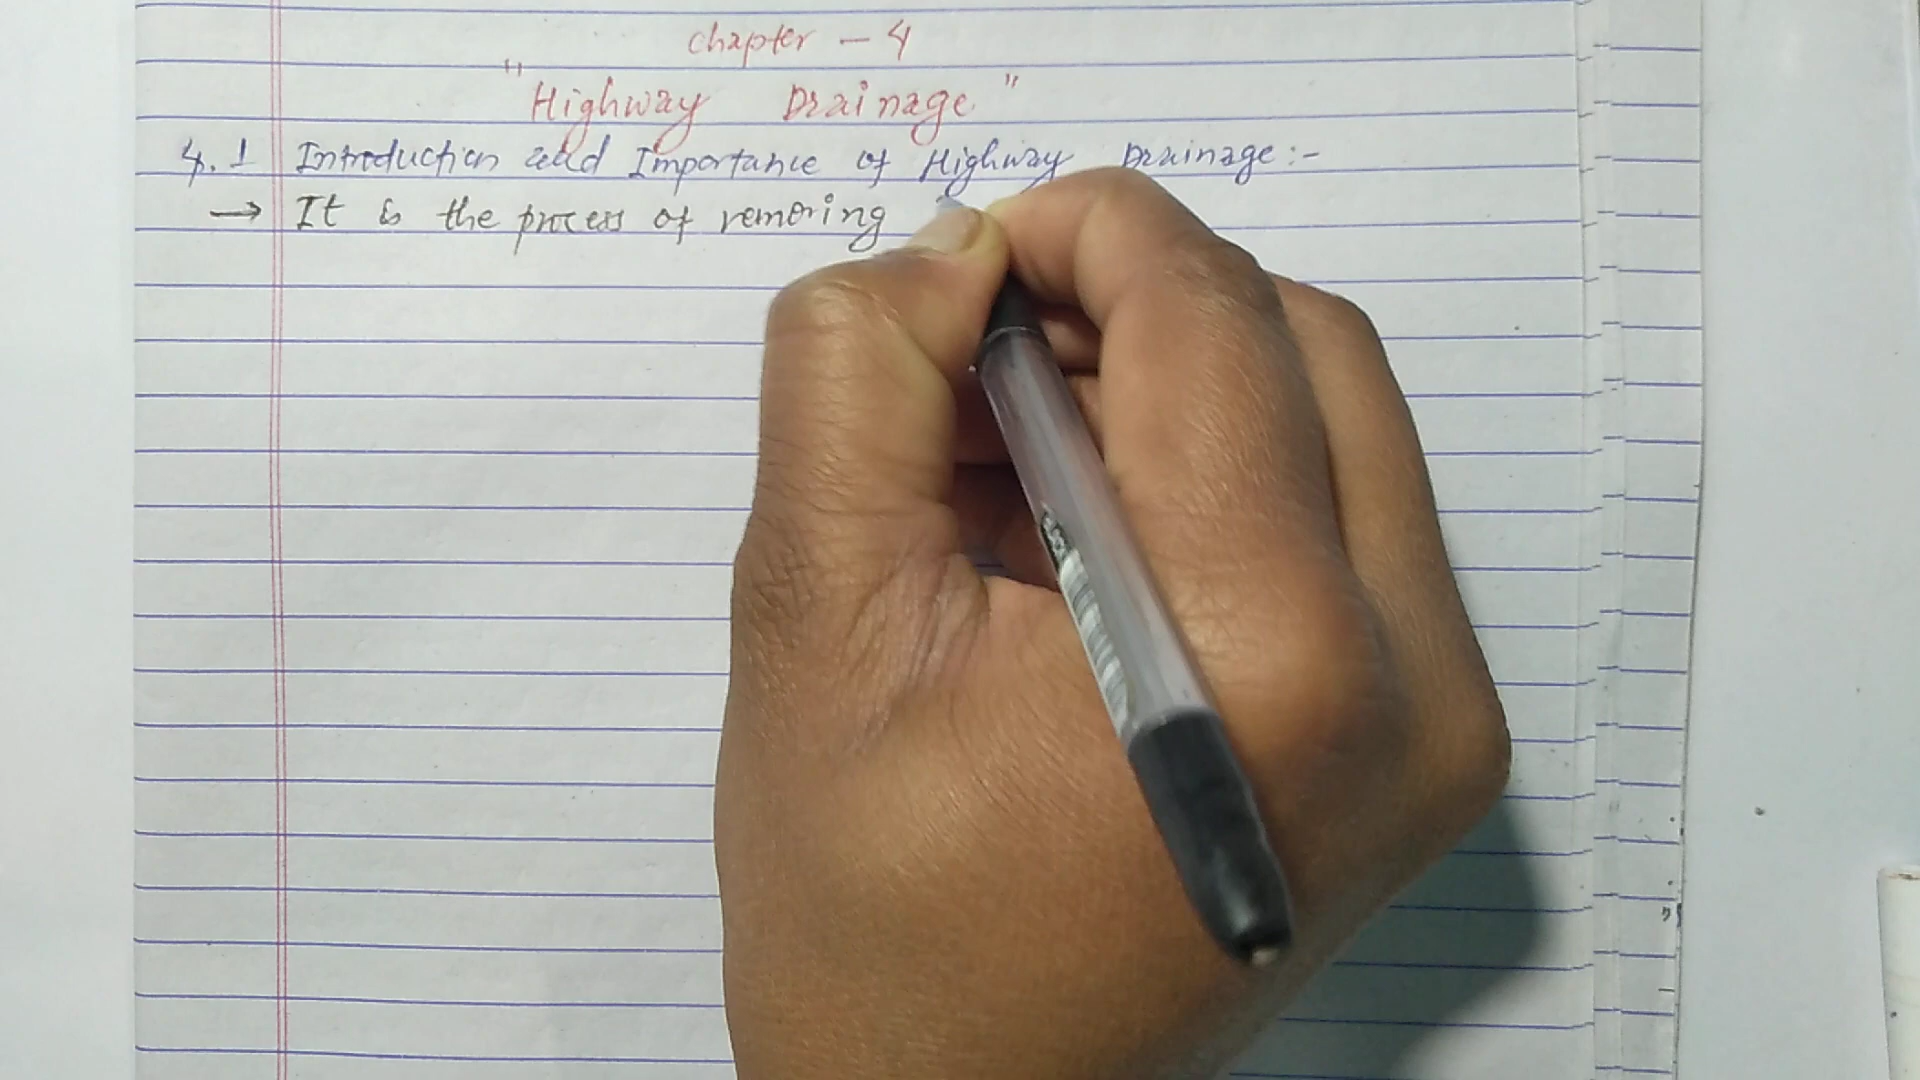 Chapter - 4
"Highway Drainage"
4.1 Introduction and Importance of Highway Drainage:-
→ It is the process of removing